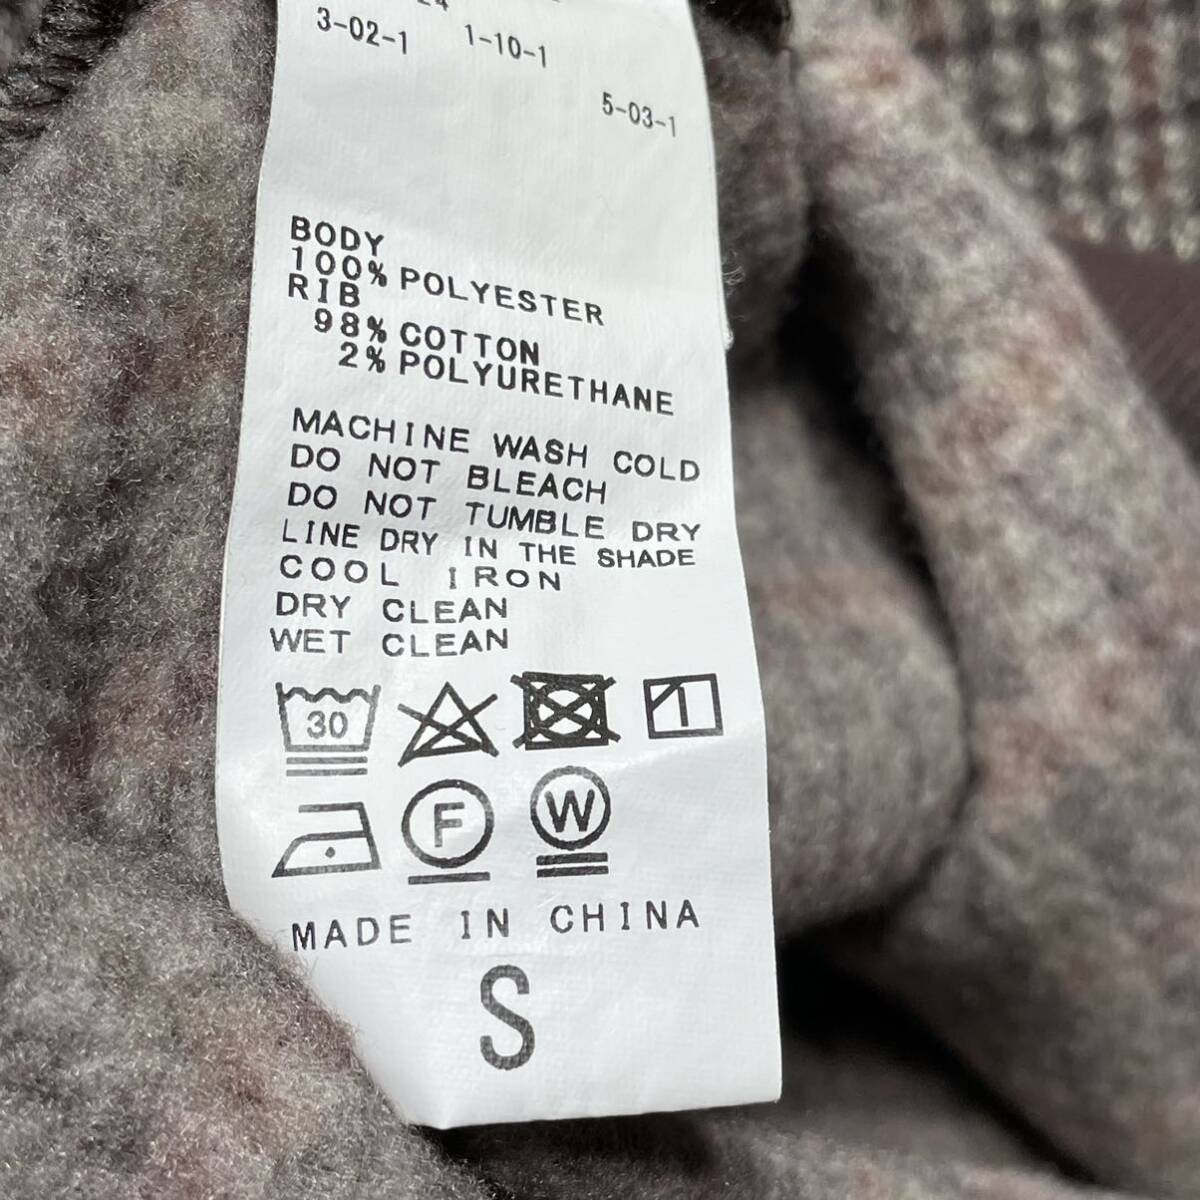 3-02-1 1-10-1
5-03-1
BODY
100% POLYESTER
RIB
98% COTTON
2% POLYURETHANE
MACHINE WASH COLD
DO NOT BLEACH
DO NOT TUMBLE DRY
LINE DRY IN THE SHADE
COOL IRON
DRY CLEAN
WET CLEAN
30
F W
MADE IN CHINA
S